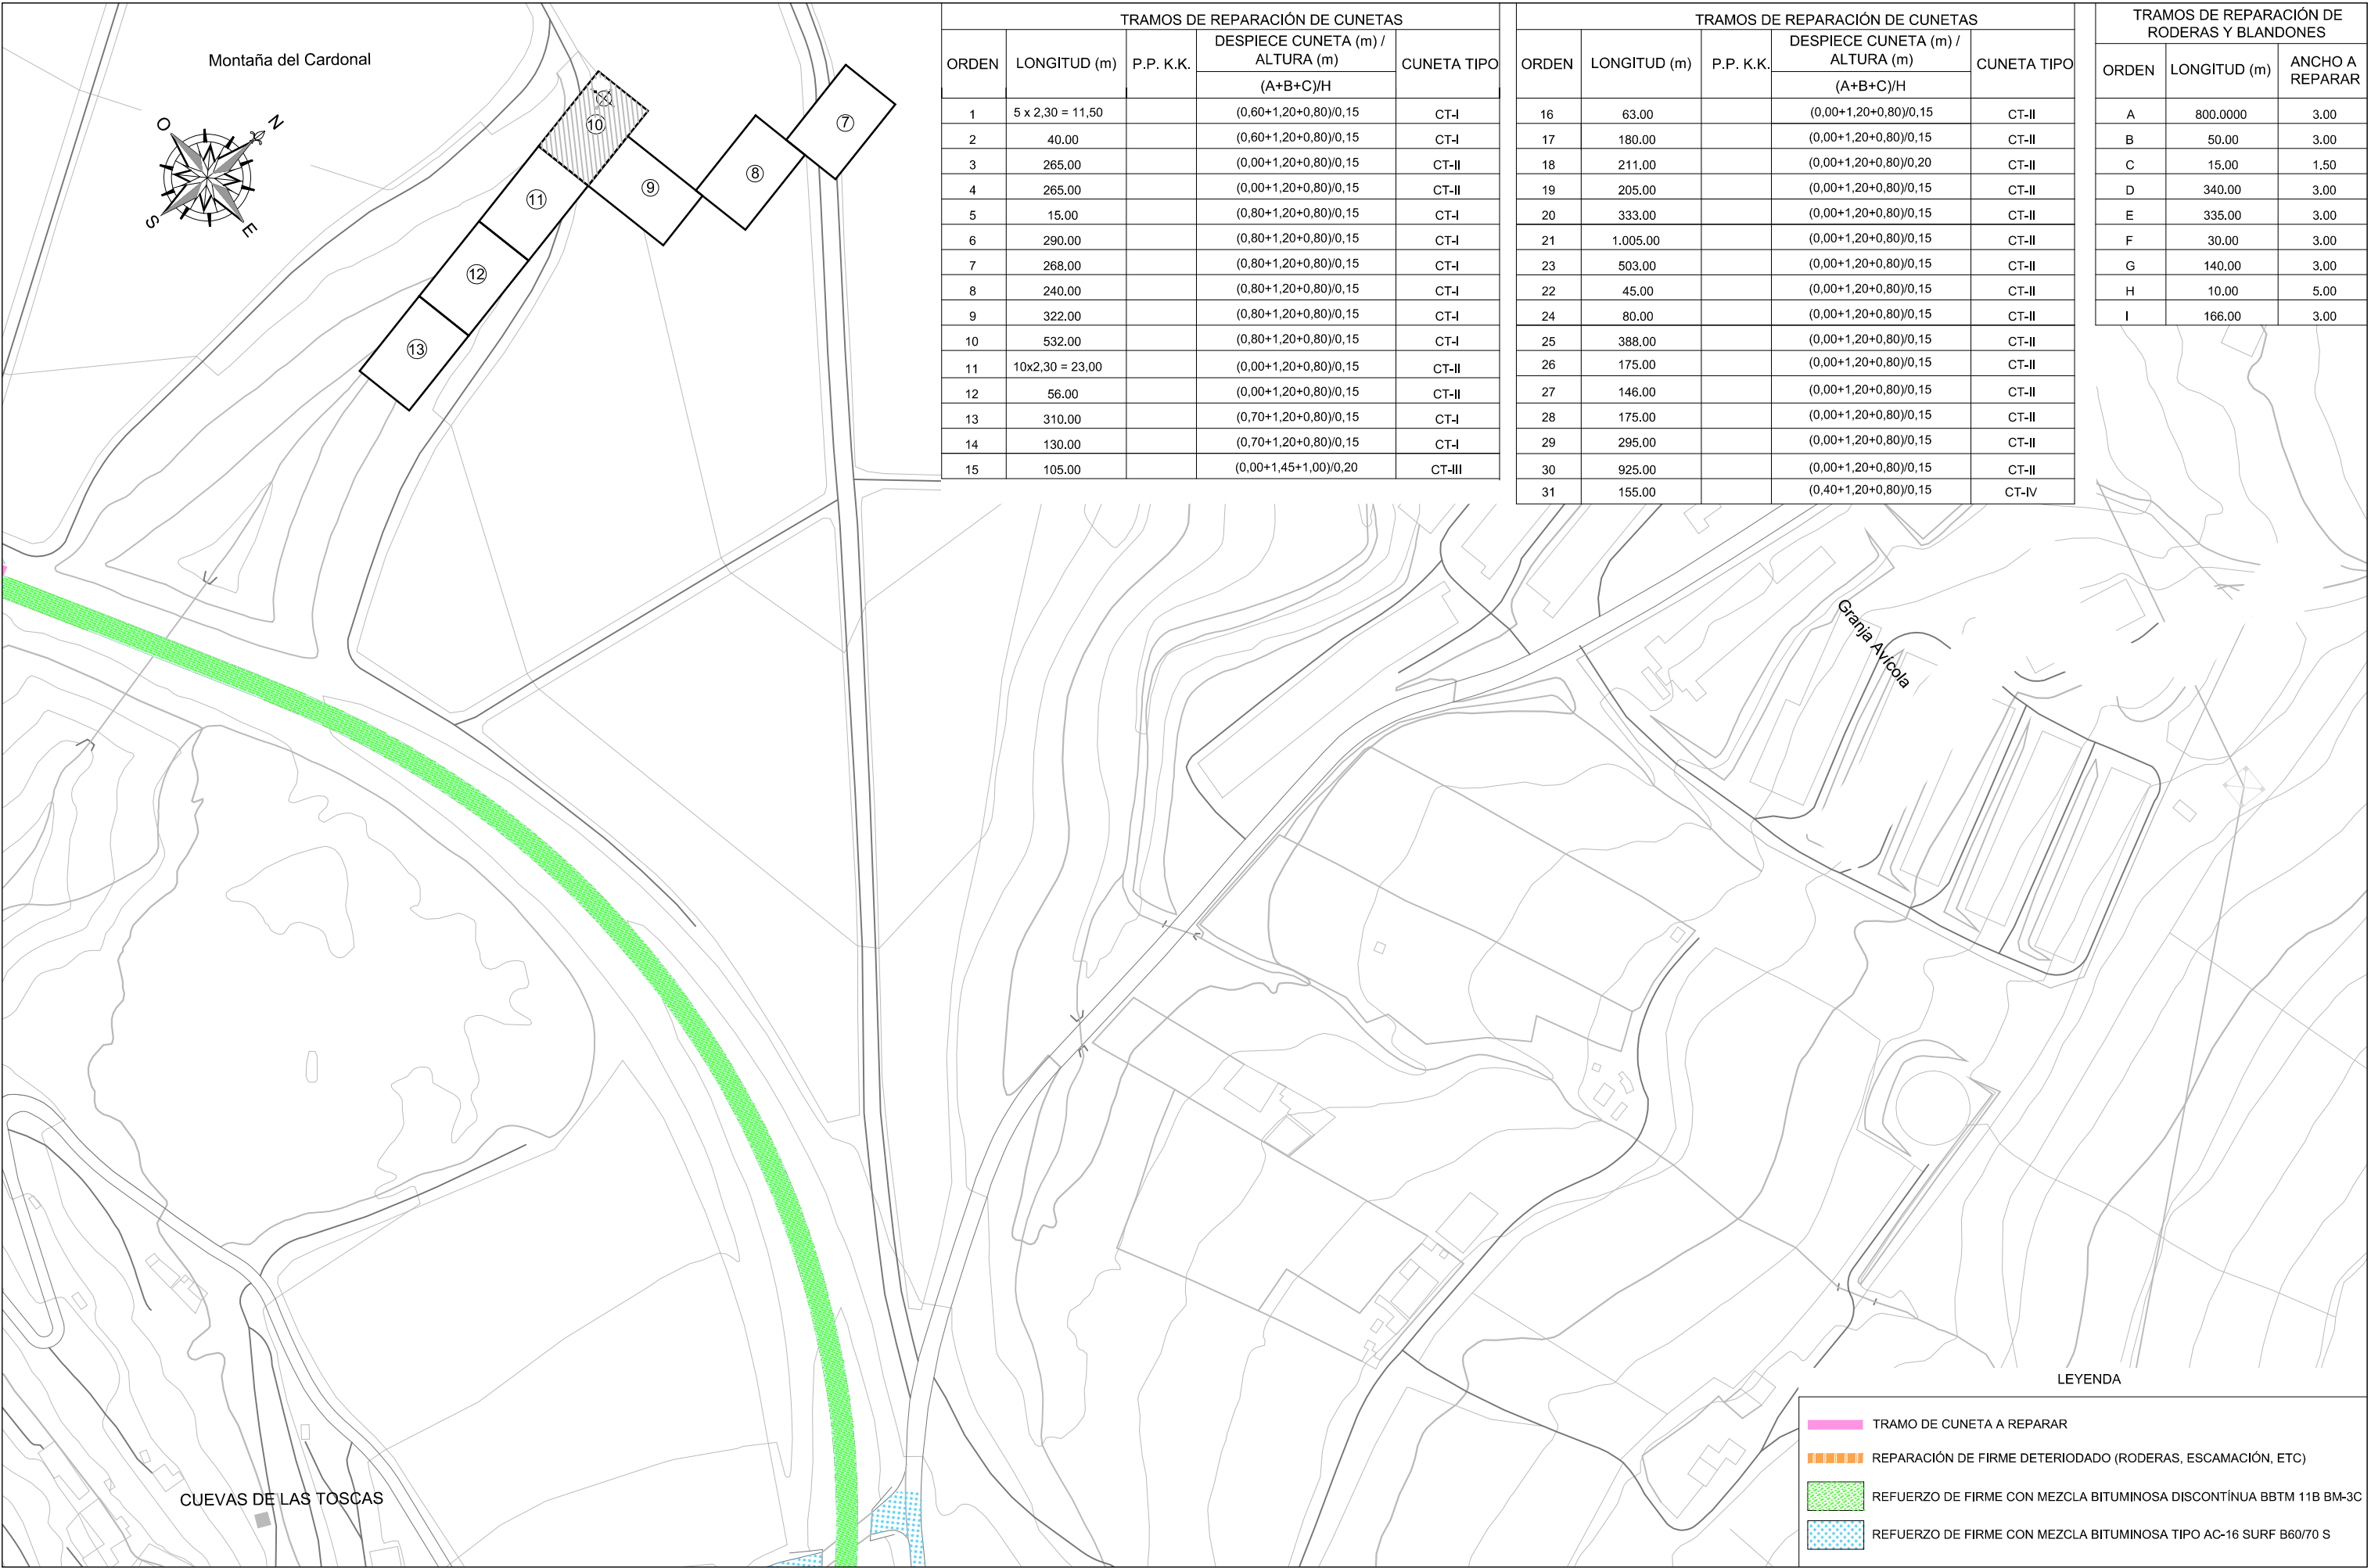 Montaña del Cardonal
O
N
S
E
7
8
9
10
11
12
13
TRAMOS DE REPARACIÓN DE CUNETAS
ORDEN LONGITUD (m) P.P. K.K. DESPIECE CUNETA (m) / ALTURA (m) CUNETA TIPO
(A+B+C)/H
1 5 x 2,30 = 11,50 (0,60+1,20+0,80)/0,15 CT-I
2 40.00 (0,60+1,20+0,80)/0,15 CT-I
3 265.00 (0,00+1,20+0,80)/0,15 CT-II
4 265.00 (0,00+1,20+0,80)/0,15 CT-II
5 15.00 (0,80+1,20+0,80)/0,15 CT-I
6 290.00 (0,80+1,20+0,80)/0,15 CT-I
7 268.00 (0,80+1,20+0,80)/0,15 CT-I
8 240.00 (0,80+1,20+0,80)/0,15 CT-I
9 322.00 (0,80+1,20+0,80)/0,15 CT-I
10 532.00 (0,80+1,20+0,80)/0,15 CT-I
11 10x2,30 = 23,00 (0,00+1,20+0,80)/0,15 CT-II
12 56.00 (0,00+1,20+0,80)/0,15 CT-II
13 310.00 (0,70+1,20+0,80)/0,15 CT-I
14 130.00 (0,70+1,20+0,80)/0,15 CT-I
15 105.00 (0,00+1,45+1,00)/0,20 CT-III
TRAMOS DE REPARACIÓN DE CUNETAS
ORDEN LONGITUD (m) P.P. K.K. DESPIECE CUNETA (m) / ALTURA (m) CUNETA TIPO
(A+B+C)/H
16 63.00 (0,00+1,20+0,80)/0,15 CT-II
17 180.00 (0,00+1,20+0,80)/0,15 CT-II
18 211.00 (0,00+1,20+0,80)/0,20 CT-II
19 205.00 (0,00+1,20+0,80)/0,15 CT-II
20 333.00 (0,00+1,20+0,80)/0,15 CT-II
21 1.005.00 (0,00+1,20+0,80)/0,15 CT-II
23 503.00 (0,00+1,20+0,80)/0,15 CT-II
22 45.00 (0,00+1,20+0,80)/0,15 CT-II
24 80.00 (0,00+1,20+0,80)/0,15 CT-II
25 388.00 (0,00+1,20+0,80)/0,15 CT-II
26 175.00 (0,00+1,20+0,80)/0,15 CT-II
27 146.00 (0,00+1,20+0,80)/0,15 CT-II
28 175.00 (0,00+1,20+0,80)/0,15 CT-II
29 295.00 (0,00+1,20+0,80)/0,15 CT-II
30 925.00 (0,00+1,20+0,80)/0,15 CT-II
31 155.00 (0,40+1,20+0,80)/0,15 CT-IV
TRAMOS DE REPARACIÓN DE
RODERAS Y BLANDONES
ORDEN LONGITUD (m) ANCHO A REPARAR
A 800.0000 3.00
B 50.00 3.00
C 15.00 1.50
D 340.00 3.00
E 335.00 3.00
F 30.00 3.00
G 140.00 3.00
H 10.00 5.00
I 166.00 3.00
Granja Avícola
CUEVAS DE LAS TOSCAS
LEYENDA
TRAMO DE CUNETA A REPARAR
REPARACIÓN DE FIRME DETERIODADO (RODERAS, ESCAMACIÓN, ETC)
REFUERZO DE FIRME CON MEZCLA BITUMINOSA DISCONTÍNUA BBTM 11B BM-3C
REFUERZO DE FIRME CON MEZCLA BITUMINOSA TIPO AC-16 SURF B60/70 S